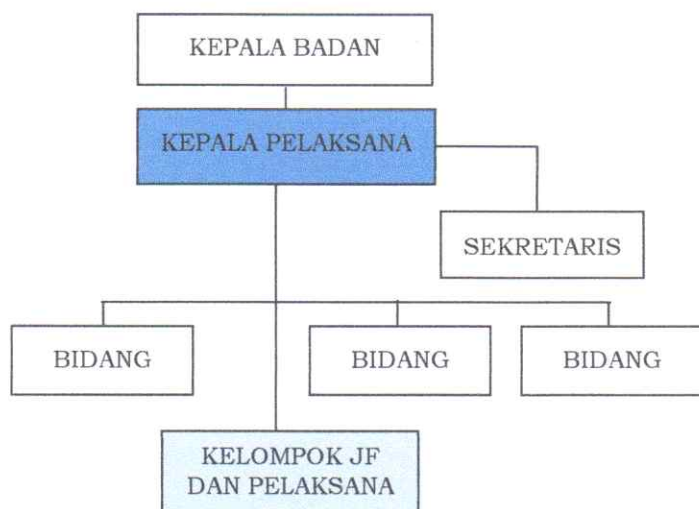 KEPALA BADAN
KEPALA PELAKSANA
SEKRETARIS
BIDANG
BIDANG
BIDANG
KELOMPOK JF
DAN PELAKSANA